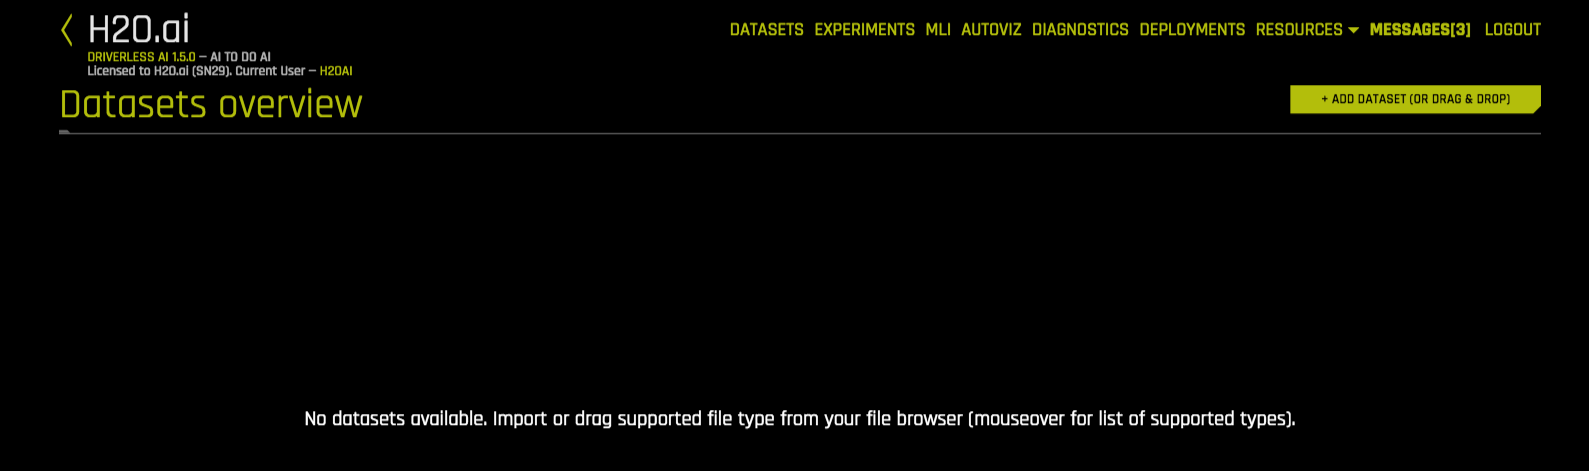 H2O.ai
DATASETS EXPERIMENTS MLI AUTOVIZ DIAGNOSTICS DEPLOYMENTS RESOURCES MESSAGES[3] LOGOUT
DRIVERLESS AI 1.5.0 — AI TO DO AI
Licensed to H2O.ai (SN29). Current User — H2OAI
Datasets overview
+ ADD DATASET (OR DRAG & DROP)
No datasets available. Import or drag supported file type from your file browser (mouseover for list of supported types).